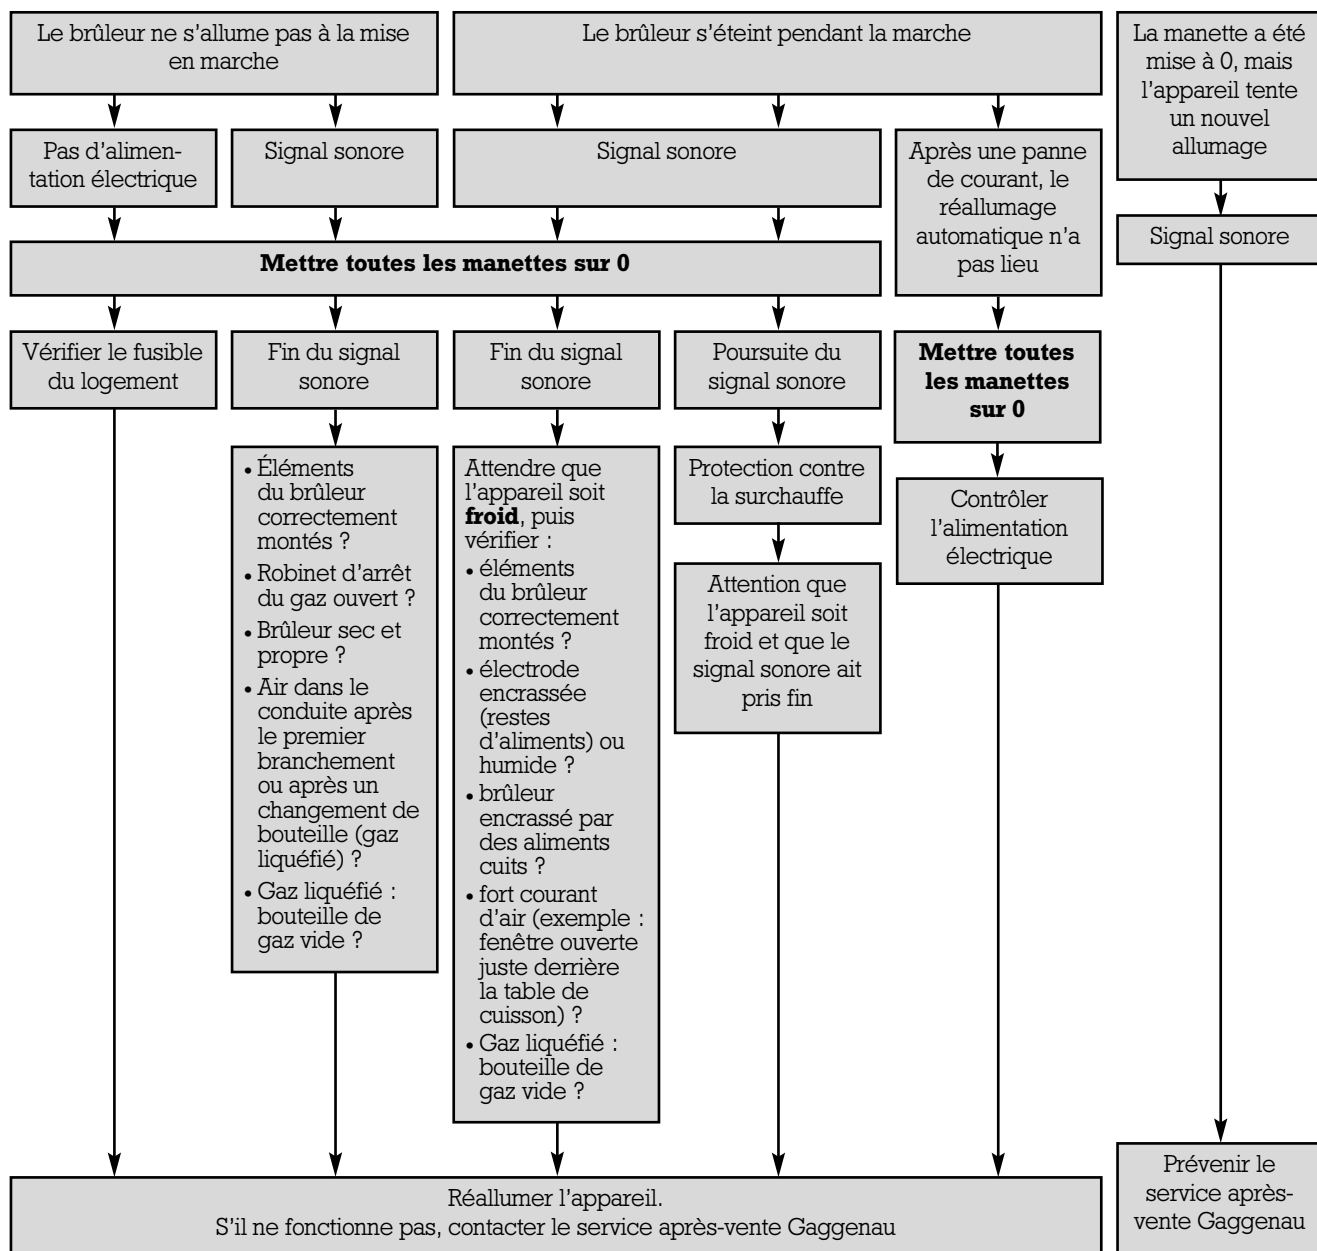 Le brûleur ne s'allume pas à la mise
en marche
Le brûleur s'éteint pendant la marche
La manette a été
mise à 0, mais
l'appareil tente
un nouvel
allumage
Pas d'alimen-
tation électrique
Signal sonore
Signal sonore
Après une panne
de courant, le
réallumage
automatique n'a
pas lieu
Signal sonore
Mettre toutes les manettes sur 0
Vérifier le fusible
du logement
Fin du signal
sonore
Fin du signal
sonore
Poursuite du
signal sonore
Mettre toutes
les manettes
sur 0
• Éléments
du brûleur
correctement
montés ?
• Robinet d'arrêt
du gaz ouvert ?
• Brûleur sec et
propre ?
• Air dans le
conduite après
le premier
branchement
ou après un
changement de
bouteille (gaz
liquéfié) ?
• Gaz liquéfié :
bouteille de
gaz vide ?
Attendre que
l'appareil soit
froid, puis
vérifier :
• éléments
du brûleur
correctement
montés ?
• électrode
encrassée
(restes
d'aliments) ou
humide ?
• brûleur
encrassé par
des aliments
cuits ?
• fort courant
d'air (exemple :
fenêtre ouverte
juste derrière
la table de
cuisson) ?
• Gaz liquéfié :
bouteille de
gaz vide ?
Protection contre
la surchauffe
Attention que
l'appareil soit
froid et que le
signal sonore ait
pris fin
Contrôler
l'alimentation
électrique
Réallumer l'appareil.
S'il ne fonctionne pas, contacter le service après-vente Gaggenau
Prévenir le
service après-
vente Gaggenau